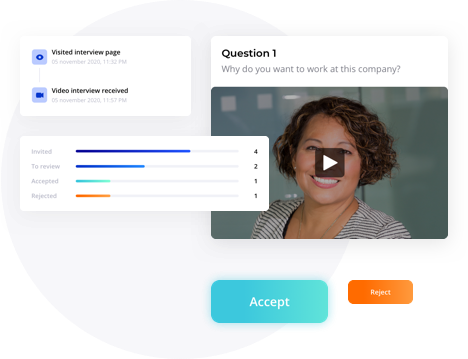 Visited interview page
05 november 2020, 11:32 PM
Video interview received
05 november 2020, 11:57 PM
Question 1
Why do you want to work at this company?
Invited 4
To review 2
Accepted 1
Rejected 1
Accept
Reject